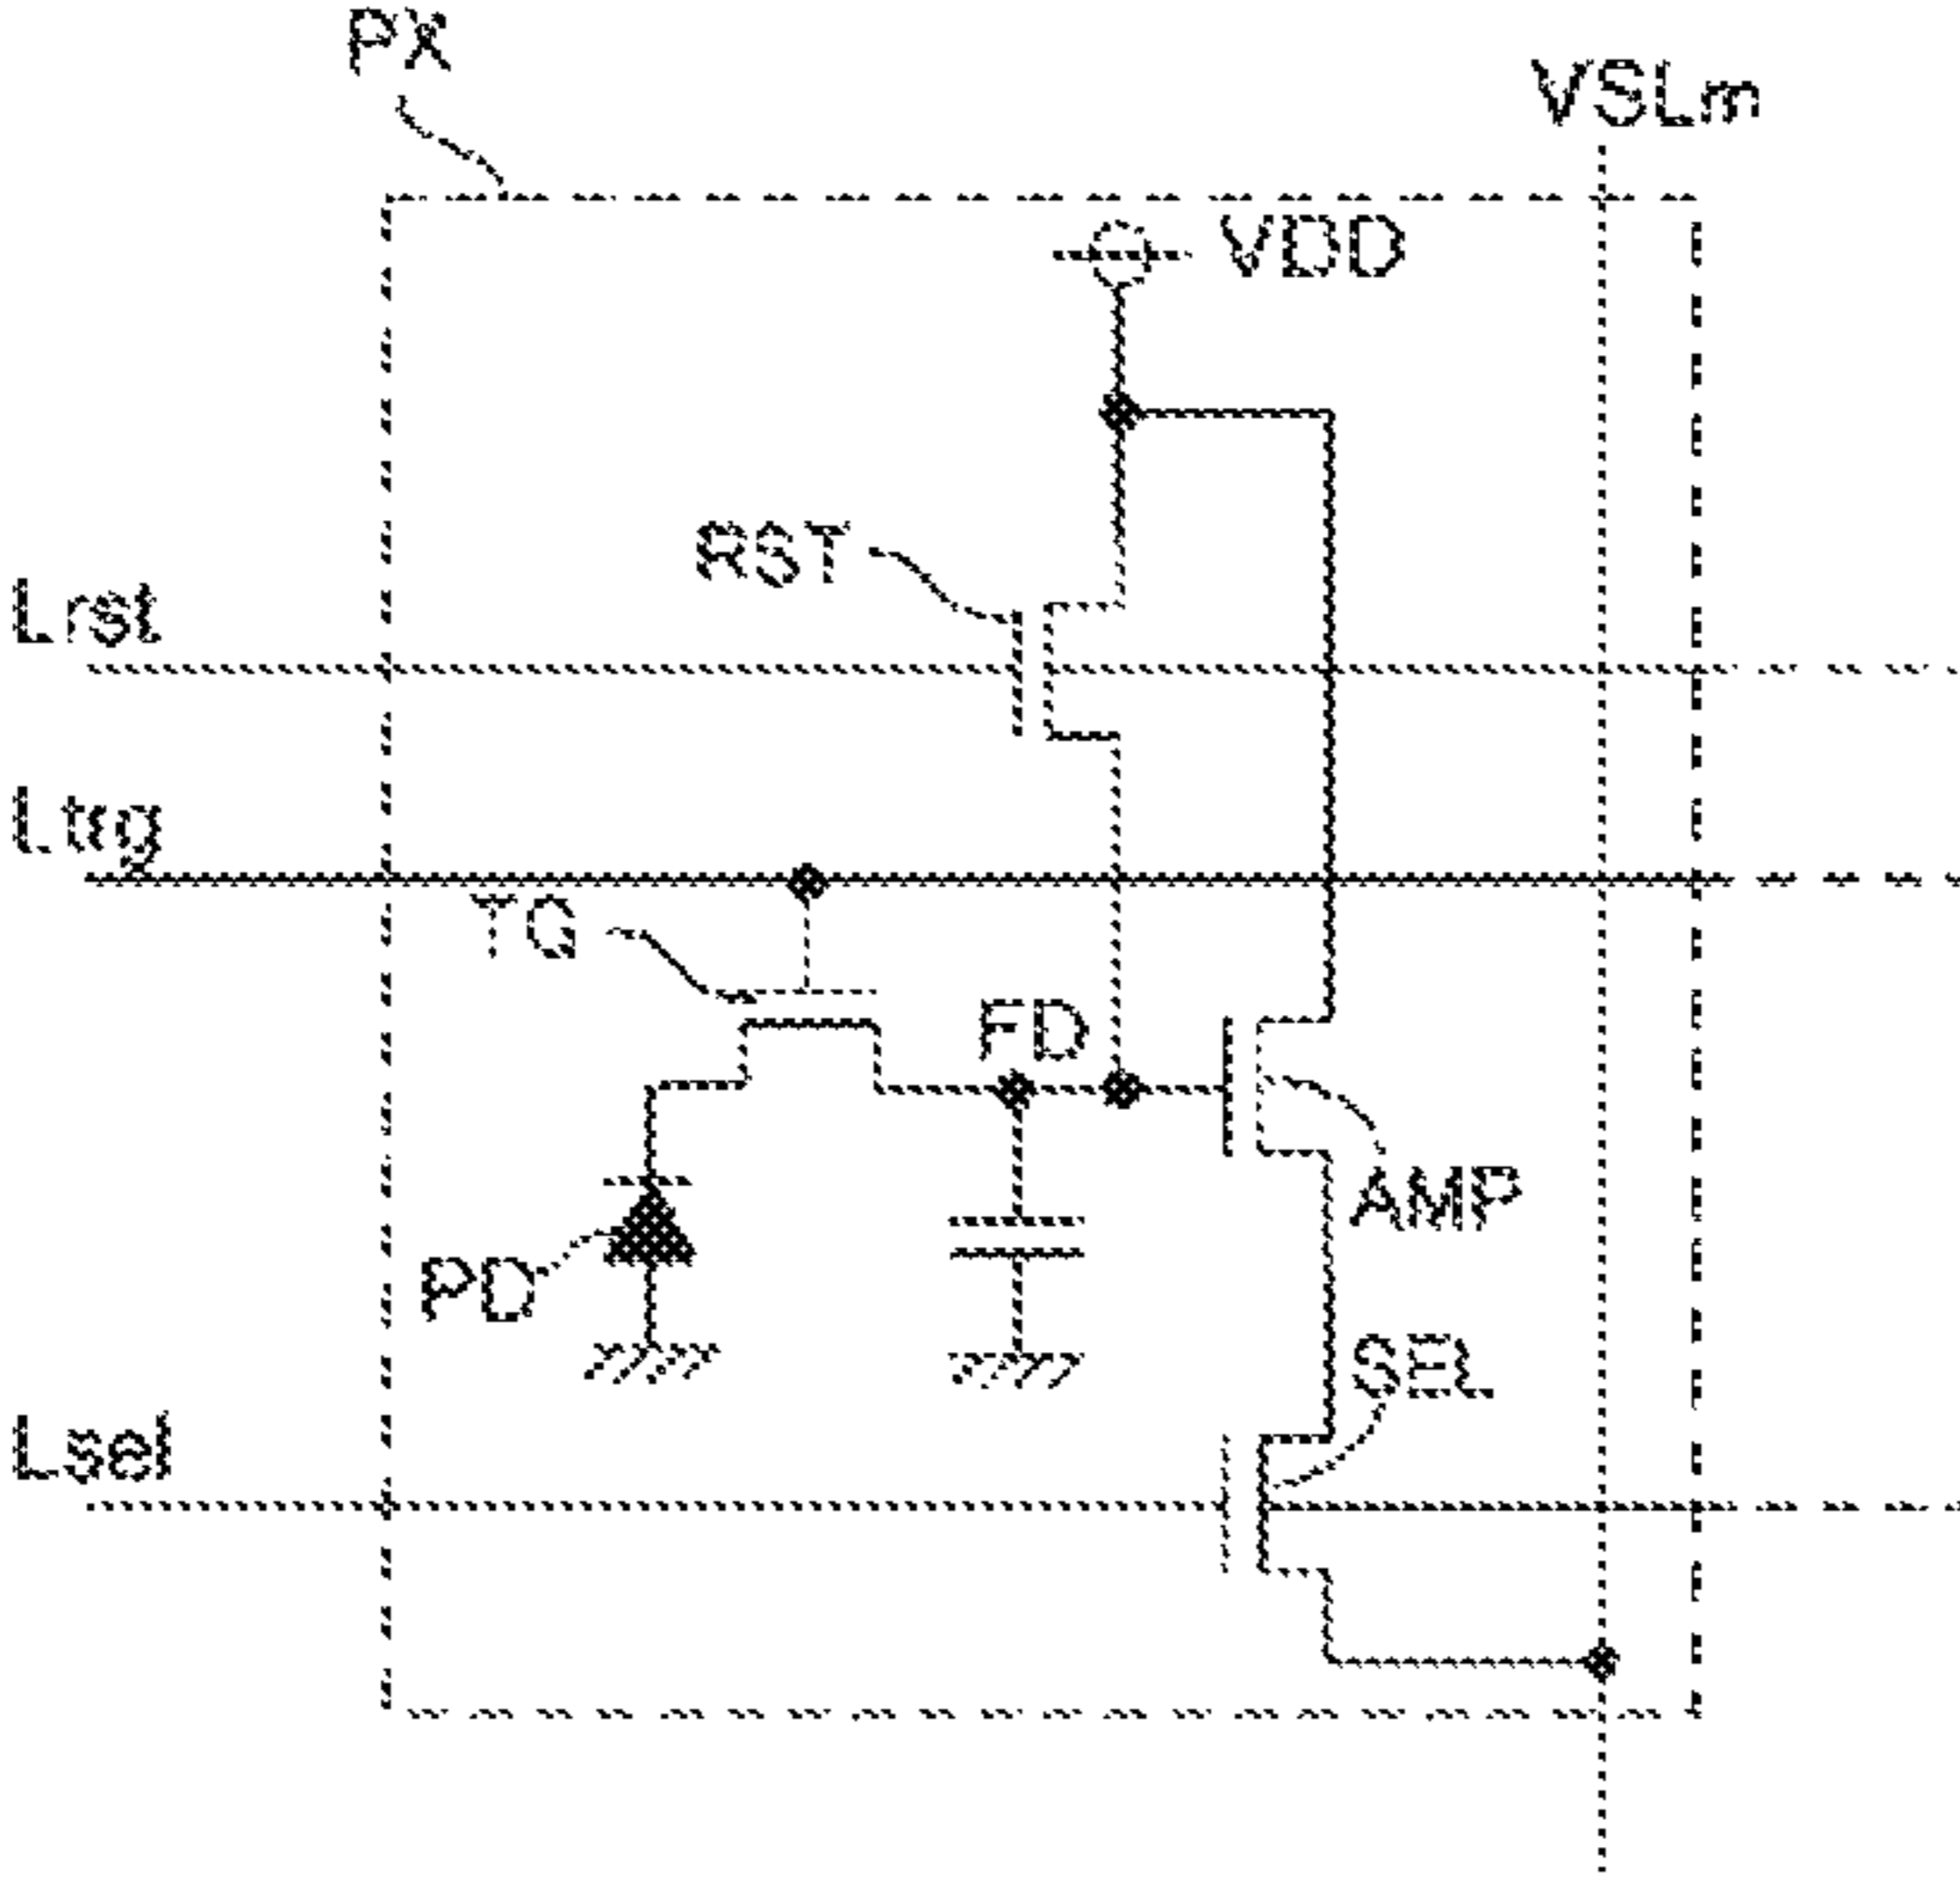 PX
VSLm
VDD
RST
Lrst
Ltrg
TG
FD
AMP
PD
SEL
Lsel